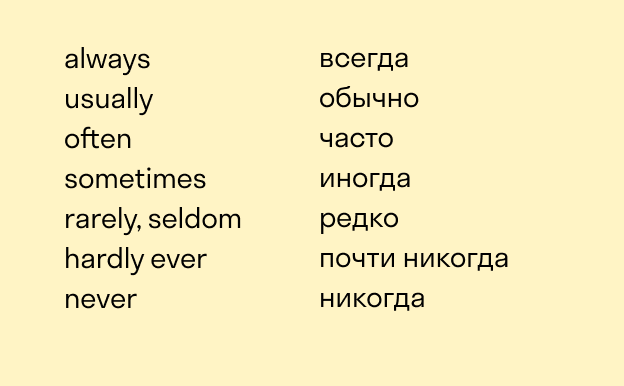 always всегда
usually обычно
often часто
sometimes иногда
rarely, seldom редко
hardly ever почти никогда
never никогда